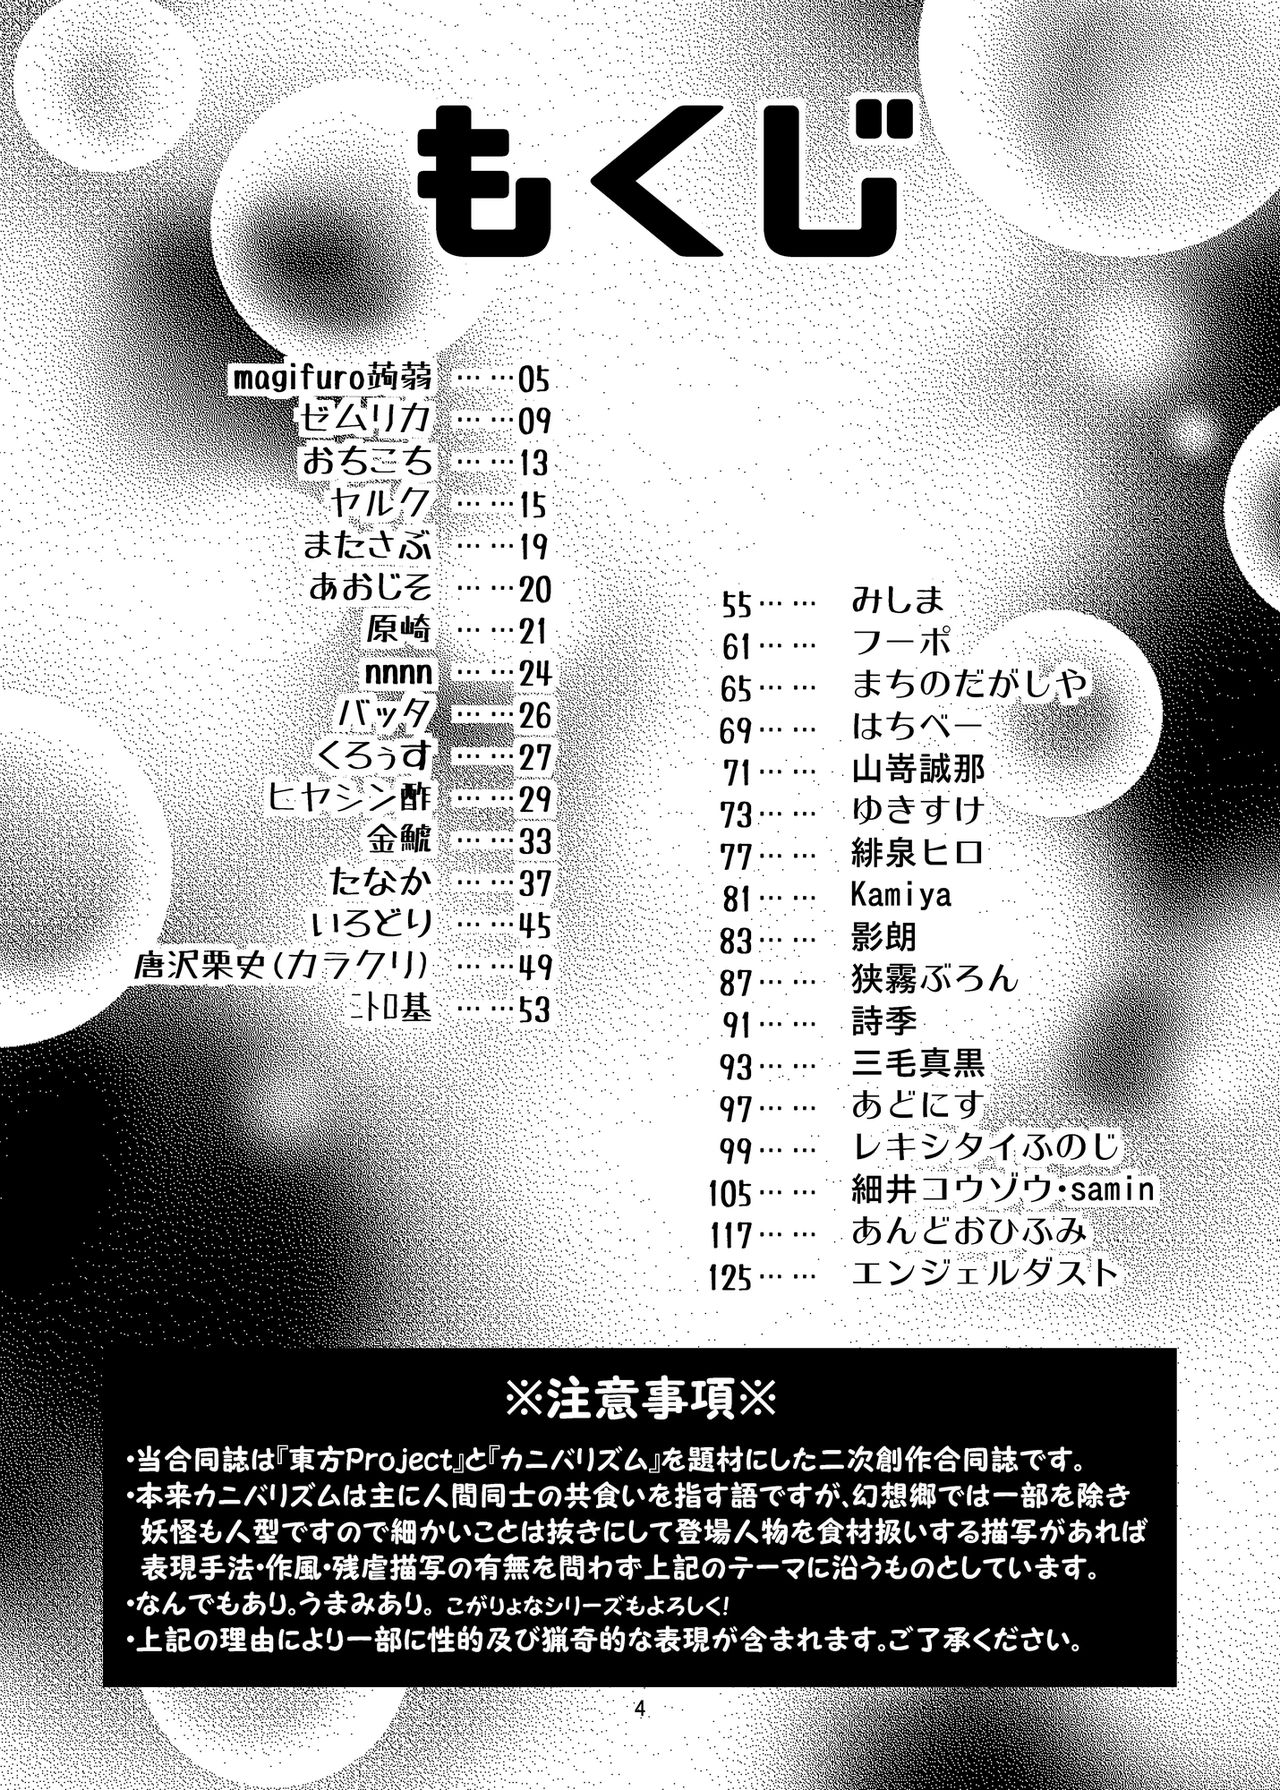 もくじ
magifuro蒟蒻 ……05
ゼムリカ ……09
おちこち ……13
ヤルク ……15
またさぶ ……19
あおじそ ……20
原崎 ……21
nnnn ……24
バッタ ……26
くろぅす ……27
ヒヤシン酢 ……29
金鯱 ……33
たなか ……37
いろどり ……45
唐沢栗史(カラクリ) ……49
ﾆﾄﾛ基 ……53
55…… みしま
61…… フーポ
65…… まちのだがしや
69…… はちべー
71…… 山嵜誠那
73…… ゆきすけ
77…… 緋泉ヒロ
81…… Kamiya
83…… 影朗
87…… 狭霧ぶろん
91…… 詩季
93…… 三毛真黒
97…… あどにす
99…… レキシタイふのじ
105…… 細井コウゾウ・samin
117…… あんどおひふみ
125…… エンジェルダスト
※注意事項※
・当合同誌は『東方Project』と『カニバリズム』を題材にした二次創作合同誌です。
・本来カニバリズムは主に人間同士の共食いを指す語ですが、幻想郷では一部を除き
妖怪も人型ですので細かいことは抜きにして登場人物を食材扱いする描写があれば
表現手法・作風・残虐描写の有無を問わず上記のテーマに沿うものとしています。
・なんでもあり。うまみあり。こがりょなシリーズもよろしく!
・上記の理由により一部に性的及び猟奇的な表現が含まれます。ご了承ください。
4